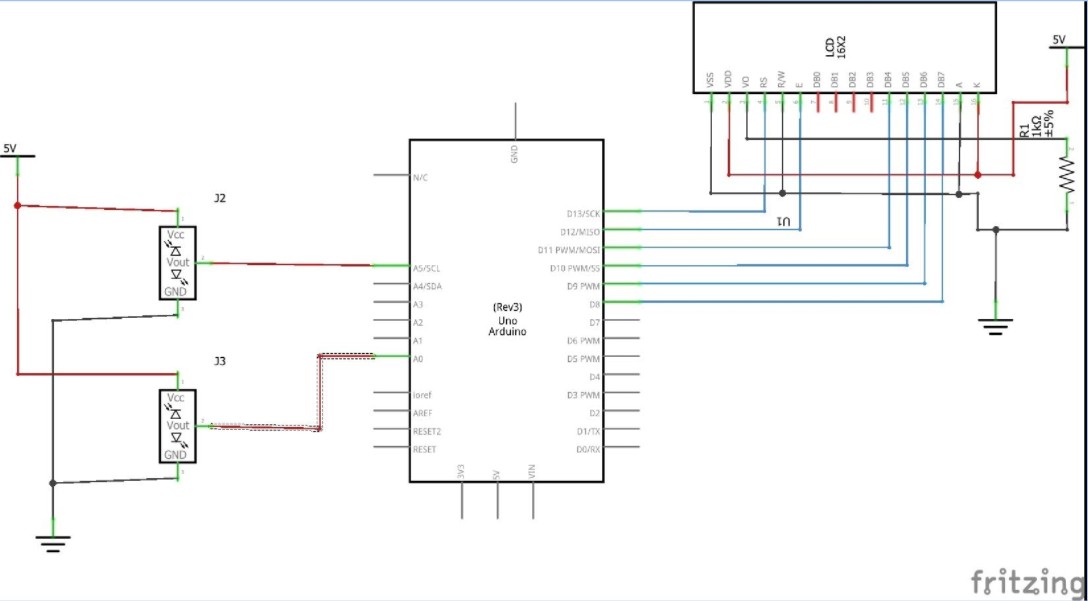 LCD
16X2
VSS
VDD
VO
RS
R/W
E
DB0
DB1
DB2
DB3
DB4
DB5
DB6
DB7
A
K
5V
R1
1kΩ
±5%
5V
J2
Vcc
Vout
GND
J3
Vcc
Vout
GND
GND
N/C
A5/SCL
A4/SDA
A3
A2
A1
A0
ioref
AREF
RESET2
RESET
(Rev3)
Uno
Arduino
D13/SCK
D12/MISO
D11 PWM/MOSI
D10 PWM/SS
D9 PWM
D8
D7
D6 PWM
D5 PWM
D4
D3 PWM
D2
D1/TX
D0/RX
3V3
5V
VIN
U1
fritzing